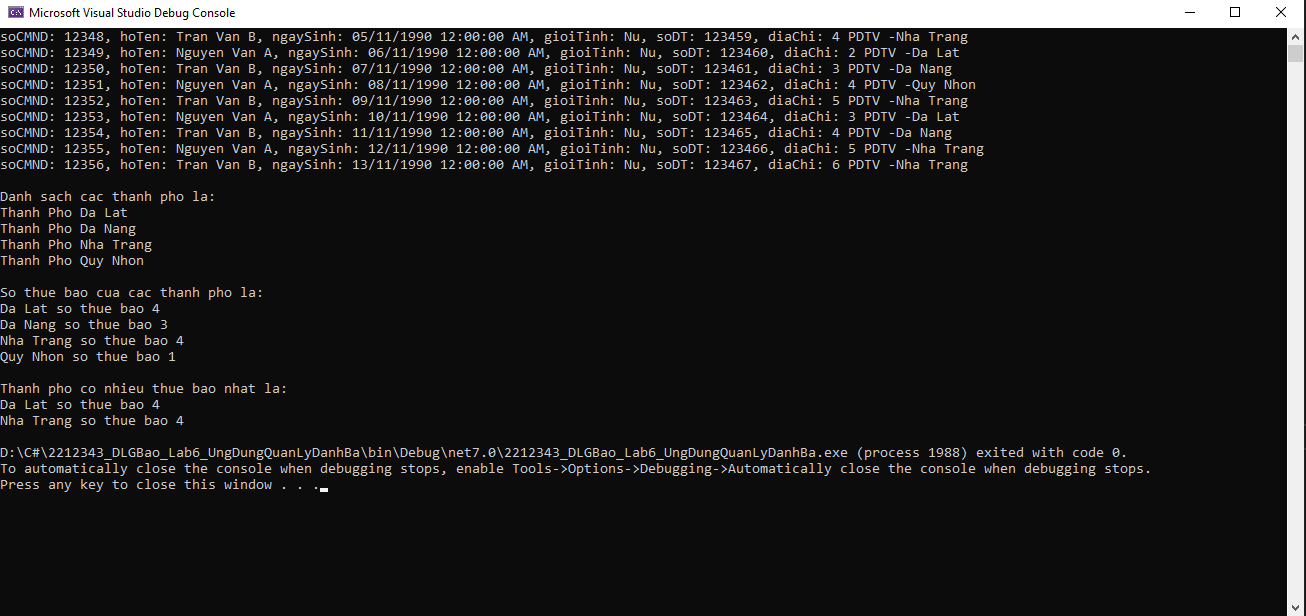 Microsoft Visual Studio Debug Console
soCMND: 12348, hoTen: Tran Van B, ngaySinh: 05/11/1990 12:00:00 AM, gioiTinh: Nu, soDT: 123459, diaChi: 4 PDTV -Nha Trang
soCMND: 12349, hoTen: Nguyen Van A, ngaySinh: 06/11/1990 12:00:00 AM, gioiTinh: Nu, soDT: 123460, diaChi: 2 PDTV -Da Lat
soCMND: 12350, hoTen: Tran Van B, ngaySinh: 07/11/1990 12:00:00 AM, gioiTinh: Nu, soDT: 123461, diaChi: 3 PDTV -Da Nang
soCMND: 12351, hoTen: Nguyen Van A, ngaySinh: 08/11/1990 12:00:00 AM, gioiTinh: Nu, soDT: 123462, diaChi: 4 PDTV -Quy Nhon
soCMND: 12352, hoTen: Tran Van B, ngaySinh: 09/11/1990 12:00:00 AM, gioiTinh: Nu, soDT: 123463, diaChi: 5 PDTV -Nha Trang
soCMND: 12353, hoTen: Nguyen Van A, ngaySinh: 10/11/1990 12:00:00 AM, gioiTinh: Nu, soDT: 123464, diaChi: 3 PDTV -Da Lat
soCMND: 12354, hoTen: Tran Van B, ngaySinh: 11/11/1990 12:00:00 AM, gioiTinh: Nu, soDT: 123465, diaChi: 4 PDTV -Da Nang
soCMND: 12355, hoTen: Nguyen Van A, ngaySinh: 12/11/1990 12:00:00 AM, gioiTinh: Nu, soDT: 123466, diaChi: 5 PDTV -Nha Trang
soCMND: 12356, hoTen: Tran Van B, ngaySinh: 13/11/1990 12:00:00 AM, gioiTinh: Nu, soDT: 123467, diaChi: 6 PDTV -Nha Trang
Danh sach cac thanh pho la:
Thanh Pho Da Lat
Thanh Pho Da Nang
Thanh Pho Nha Trang
Thanh Pho Quy Nhon
So thue bao cua cac thanh pho la:
Da Lat so thue bao 4
Da Nang so thue bao 3
Nha Trang so thue bao 4
Quy Nhon so thue bao 1
Thanh pho co nhieu thue bao nhat la:
Da Lat so thue bao 4
Nha Trang so thue bao 4
D:\C#\2212343_DLGBao_Lab6_UngDungQuanLyDanhBa\bin\Debug\net7.0\2212343_DLGBao_Lab6_UngDungQuanLyDanhBa.exe (process 1988) exited with code 0.
To automatically close the console when debugging stops, enable Tools->Options->Debugging->Automatically close the console when debugging stops.
Press any key to close this window . . .